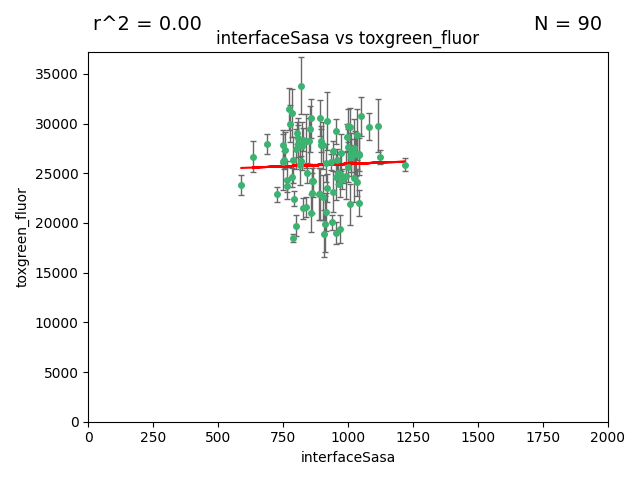 r^2 = 0.00
N = 90
interfaceSasa vs toxgreen_fluor
35000
30000
25000
20000
15000
10000
5000
0
toxgreen_fluor
0 250 500 750 1000 1250 1500 1750 2000
interfaceSasa